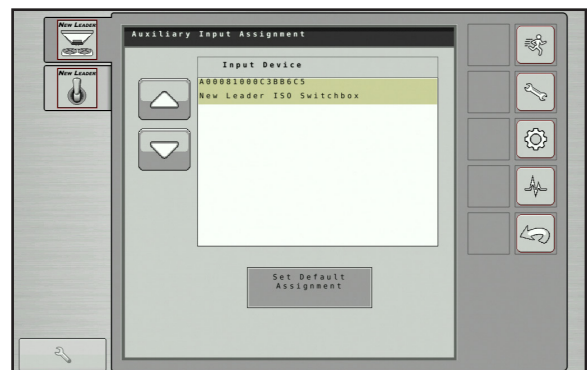 NEW LEADER
NEW LEADER
Auxiliary Input Assignment
Input Device
A00081000C3BB6C5
New Leader ISO Switchbox
Set Default
Assignment